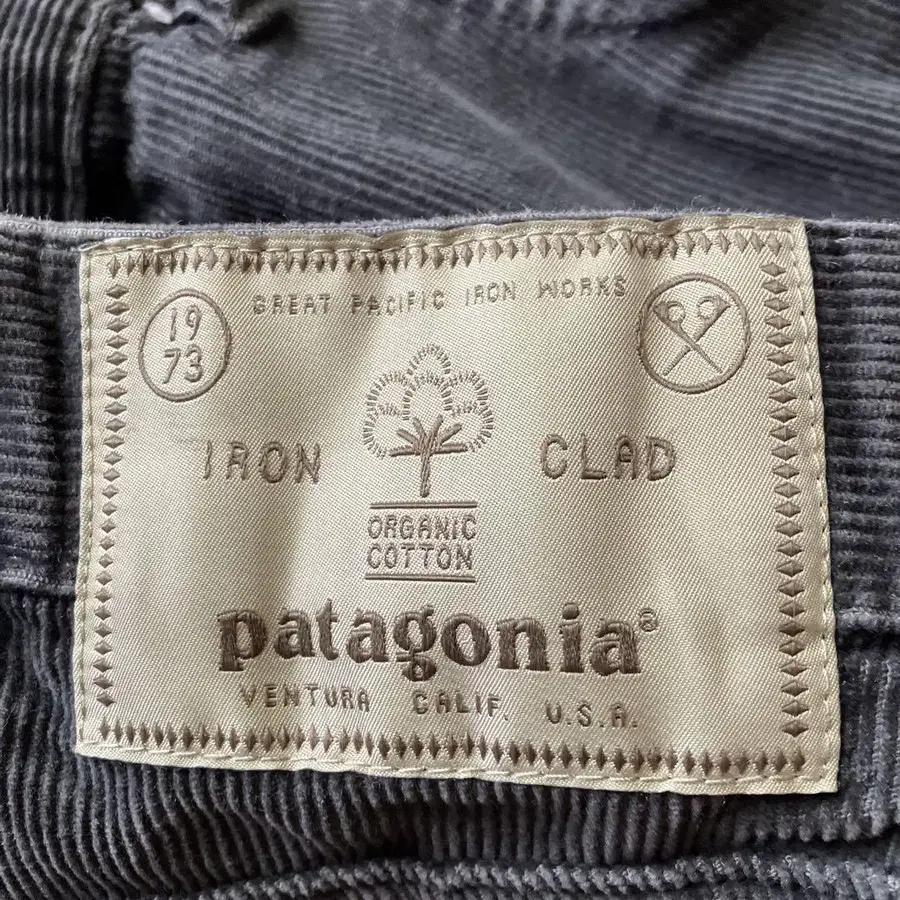 GREAT PACIFIC IRON WORKS
19
73
IRON CLAD
ORGANIC
COTTON
patagonia®
VENTURA CALIF. U.S.A.